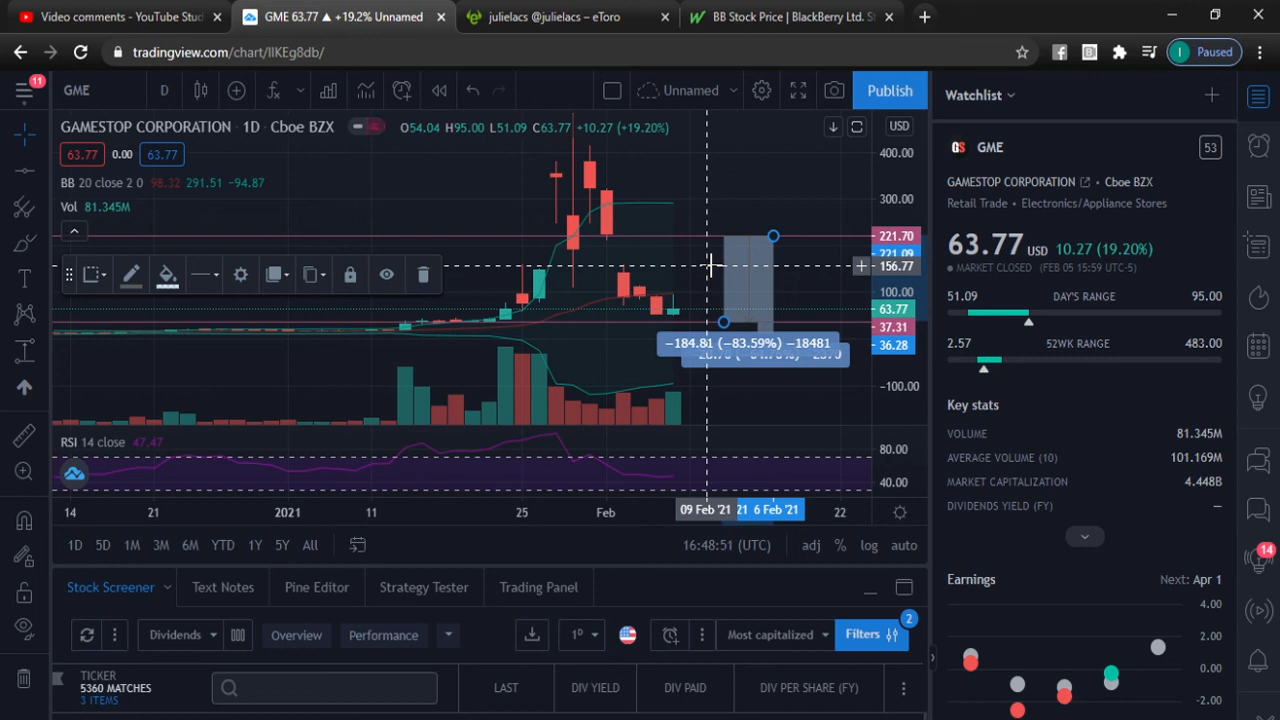 Video comments - YouTube Stud
GME 63.77 ▲ +19.2% Unnamed
julielacs @julielacs – eToro
BB Stock Price | BlackBerry Ltd. S
tradingview.com/chart/
Paused
11
GME
D
Unnamed
Publish
GAMESTOP CORPORATION · 1D · Cboe BZX
O54.04 H95.00 L51.09 C63.77 +10.27 (+19.20%)
USD
63.77 0.00 63.77
BB 20 close 2 0 98.32 291.51 −94.87
Vol 81.345M
400.00
300.00
221.70
221.09
156.77
100.00
63.77
37.31
36.28
−100.00
−184.81 (−83.59%) −18481
RSI 14 close 47.47
80.00
40.00
14 21 2021 11 25 Feb 09 Feb '21 21 6 Feb '21 22
1D 5D 1M 3M 6M YTD 1Y 5Y All
16:48:51 (UTC) adj % log auto
Stock Screener Text Notes Pine Editor Strategy Tester Trading Panel
Dividends
Overview
Performance
1D
Most capitalized
Filters
2
TICKER
5360 MATCHES
3 ITEMS
LAST
DIV YIELD
DIV PAID
DIV PER SHARE (FY)
Watchlist
GS GME
53
GAMESTOP CORPORATION · Cboe BZX
Retail Trade · Electronics/Appliance Stores
63.77 USD 10.27 (19.20%)
MARKET CLOSED (FEB 05 15:59 UTC-5)
51.09 DAY'S RANGE 95.00
2.57 52WK RANGE 483.00
Key stats
VOLUME 81.345M
AVERAGE VOLUME (10) 101.169M
MARKET CAPITALIZATION 4.448B
DIVIDENDS YIELD (FY) —
Earnings Next: Apr 1
4.00
2.00
0.00
−2.00
14